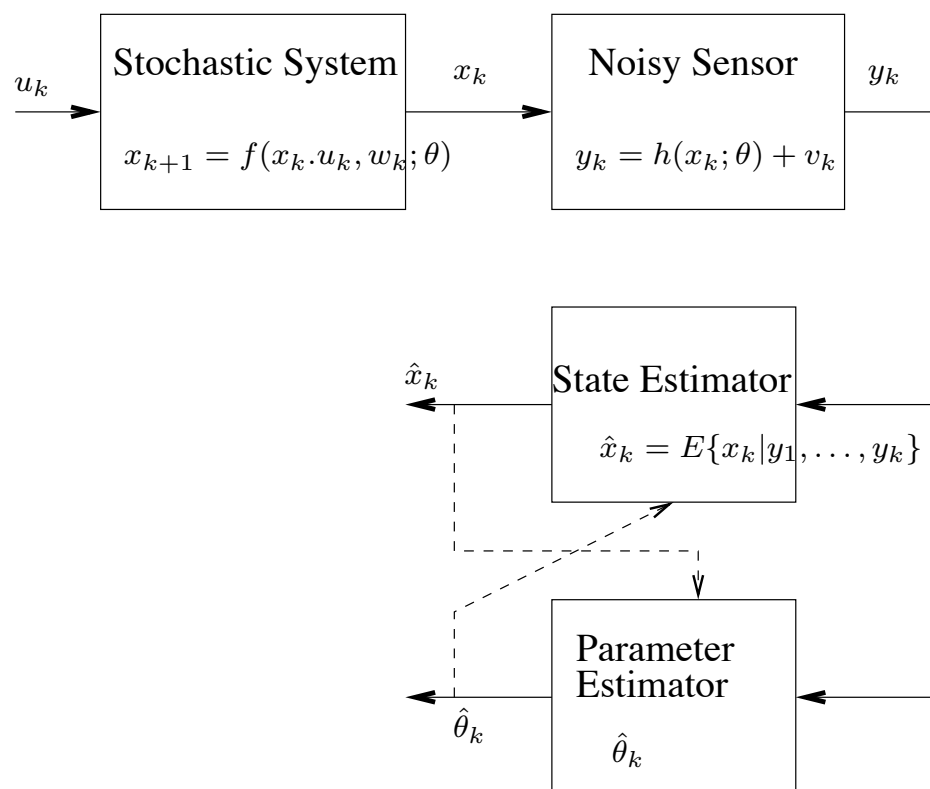 Stochastic System
Noisy Sensor
u_k
x_k
y_k
x_{k+1} = f(x_k.u_k, w_k; θ)
y_k = h(x_k; θ) + v_k
x̂_k
State Estimator
x̂_k = E{x_k|y_1, . . . , y_k}
Parameter
Estimator
θ̂_k
θ̂_k